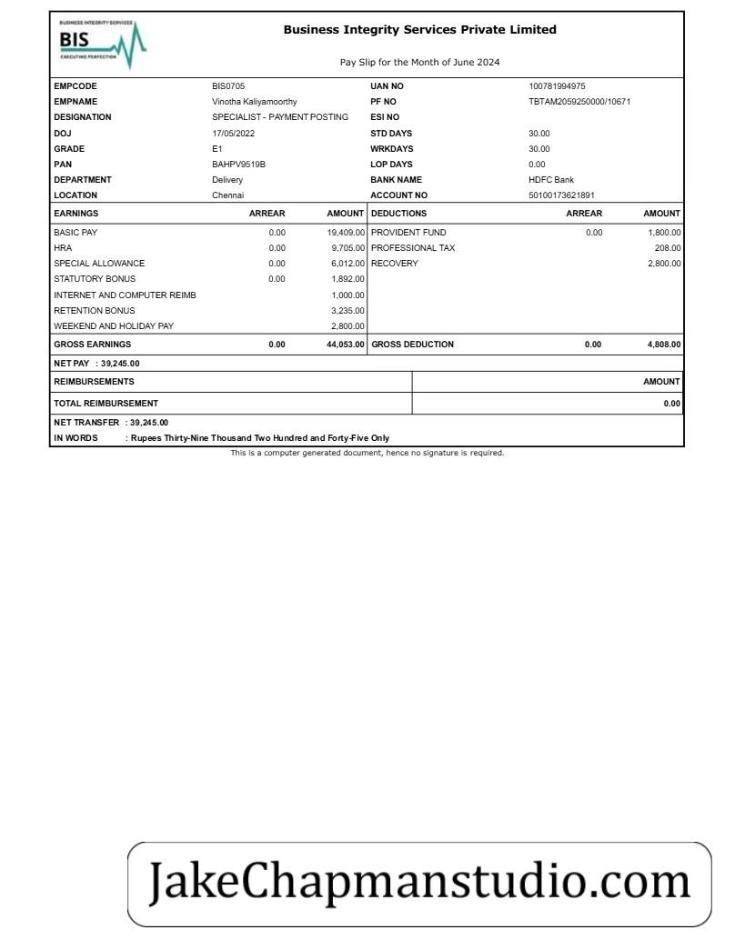 BUSINESS INTEGRITY SERVICES
BIS
EXECUTING PERFECTION
Business Integrity Services Private Limited
Pay Slip for the Month of June 2024
EMPCODE BIS0705 UAN NO 100781994975
EMPNAME Vinotha Kaliyamoorthy PF NO TBTAM2059250000/10671
DESIGNATION SPECIALIST - PAYMENT POSTING ESI NO
DOJ 17/05/2022 STD DAYS 30.00
GRADE E1 WRKDAYS 30.00
PAN BAHPV9519B LOP DAYS 0.00
DEPARTMENT Delivery BANK NAME HDFC Bank
LOCATION Chennai ACCOUNT NO 50100173621891
EARNINGS ARREAR AMOUNT DEDUCTIONS ARREAR AMOUNT
BASIC PAY 0.00 19,409.00 PROVIDENT FUND 0.00 1,800.00
HRA 0.00 9,705.00 PROFESSIONAL TAX 208.00
SPECIAL ALLOWANCE 0.00 6,012.00 RECOVERY 2,800.00
STATUTORY BONUS 0.00 1,892.00
INTERNET AND COMPUTER REIMB 1,000.00
RETENTION BONUS 3,235.00
WEEKEND AND HOLIDAY PAY 2,800.00
GROSS EARNINGS 0.00 44,053.00 GROSS DEDUCTION 0.00 4,808.00
NET PAY : 39,245.00
REIMBURSEMENTS AMOUNT
TOTAL REIMBURSEMENT 0.00
NET TRANSFER : 39,245.00
IN WORDS : Rupees Thirty-Nine Thousand Two Hundred and Forty-Five Only
This is a computer generated document, hence no signature is required.
JakeChapmanstudio.com